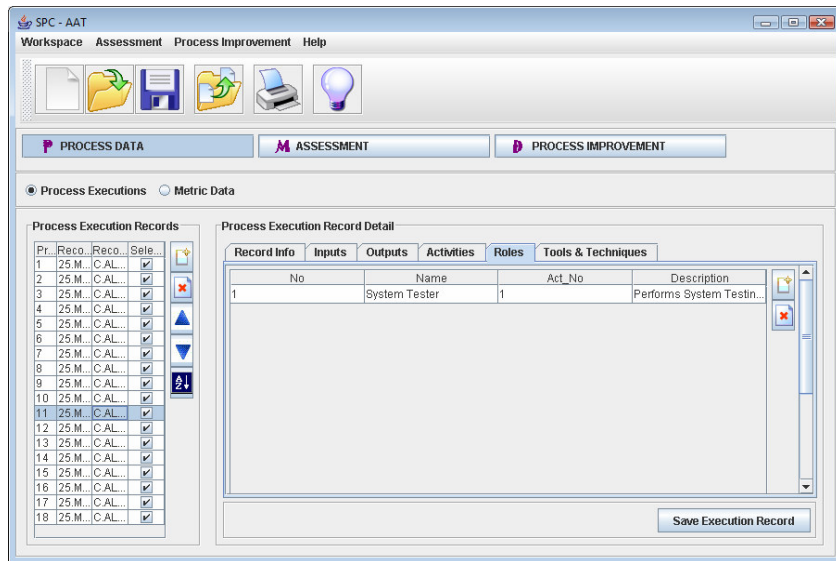 SPC - AAT
Workspace Assessment Process Improvement Help
P PROCESS DATA M ASSESSMENT D PROCESS IMPROVEMENT
Process Executions Metric Data
Process Execution Records
Pr... Reco... Reco... Sele...
1 25.M... C.AL...
2 25.M... C.AL...
3 25.M... C.AL...
4 25.M... C.AL...
5 25.M... C.AL...
6 25.M... C.AL...
7 25.M... C.AL...
8 25.M... C.AL...
9 25.M... C.AL...
10 25.M... C.AL...
11 25.M... C.AL...
12 25.M... C.AL...
13 25.M... C.AL...
14 25.M... C.AL...
15 25.M... C.AL...
16 25.M... C.AL...
17 25.M... C.AL...
18 25.M... C.AL...
Process Execution Record Detail
Record Info Inputs Outputs Activities Roles Tools & Techniques
No Name Act_No Description
1 System Tester 1 Performs System Testin...
Save Execution Record